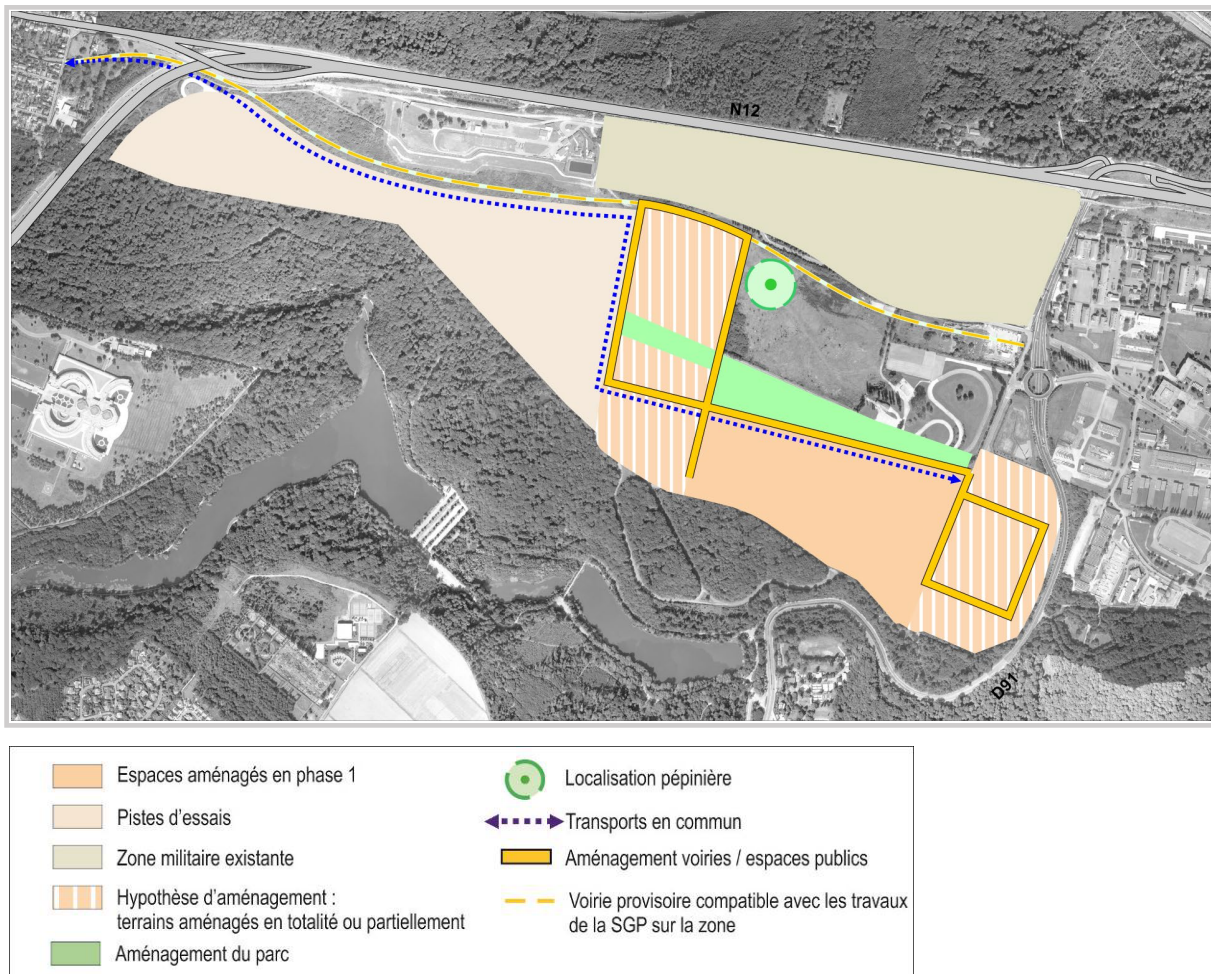 N12
D91
Espaces aménagés en phase 1
Pistes d'essais
Zone militaire existante
Hypothèse d'aménagement :
terrains aménagés en totalité ou partiellement
Aménagement du parc
Localisation pépinière
Transports en commun
Aménagement voiries / espaces publics
Voirie provisoire compatible avec les travaux
de la SGP sur la zone